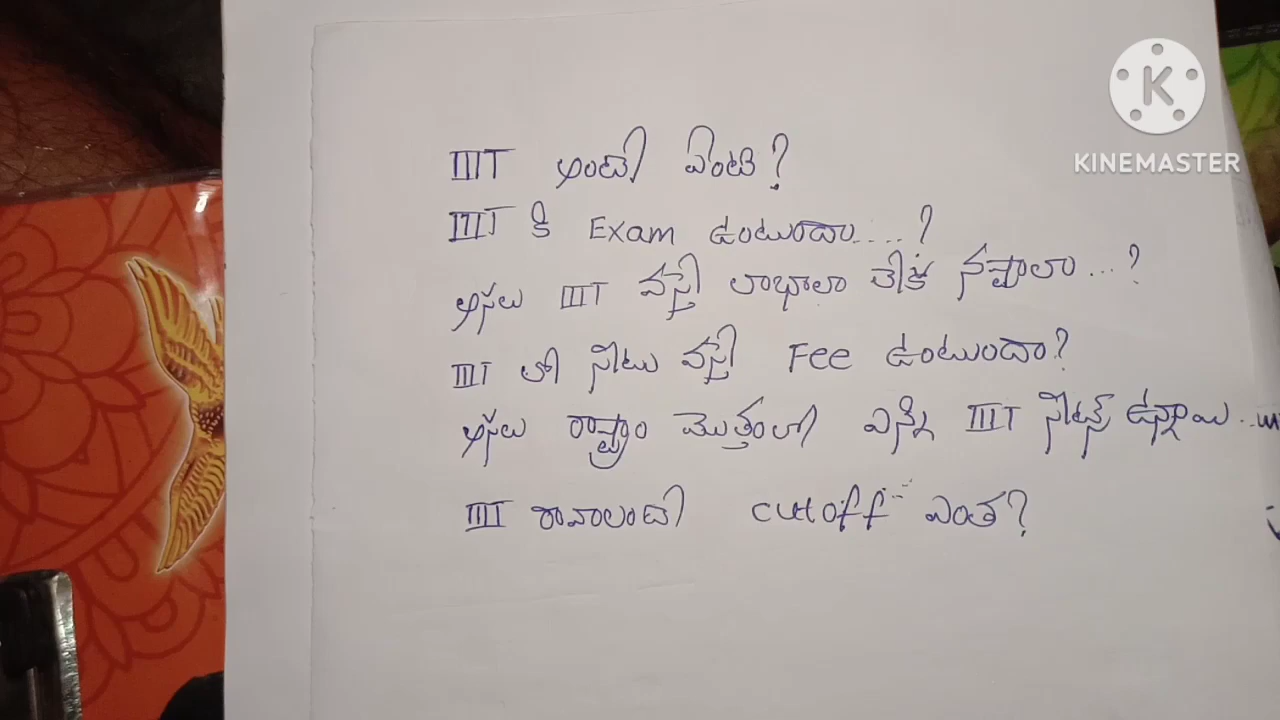 KINEMASTER
IIIT అంటే ఏంటి?
IIIT కి Exam ఉంటుందా....?
అసలు IIIT వస్తే లాభాలా లేక నష్టాలా...?
IIIT లో సీటు వస్తే Fee ఉంటుందా?
అసలు రాష్ట్రం మొత్తంలో ఎన్ని IIIT సీట్స్ ఉన్నాయి..
IIIT రావాలంటే cutoff ఎంత?